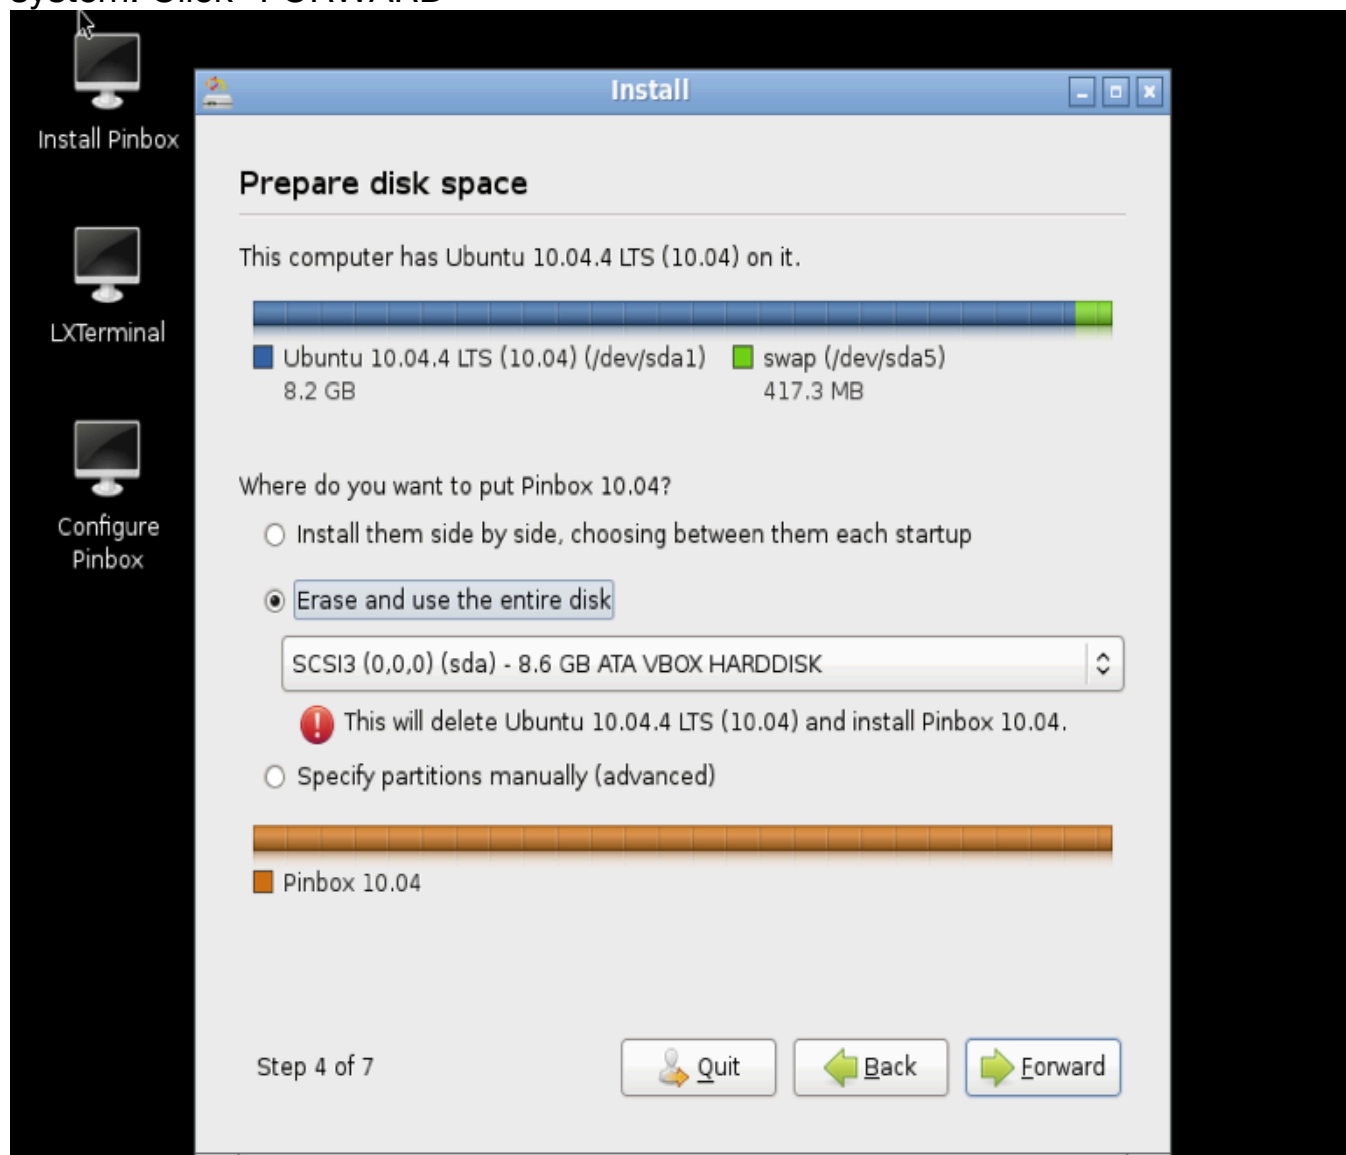 system. Click "FORWARD"
Install Pinbox
LXTerminal
Configure
Pinbox
Install
Prepare disk space
This computer has Ubuntu 10.04.4 LTS (10.04) on it.
Ubuntu 10.04.4 LTS (10.04) (/dev/sda1)
8.2 GB
swap (/dev/sda5)
417.3 MB
Where do you want to put Pinbox 10.04?
Install them side by side, choosing between them each startup
Erase and use the entire disk
SCSI3 (0,0,0) (sda) - 8.6 GB ATA VBOX HARDDISK
This will delete Ubuntu 10.04.4 LTS (10.04) and install Pinbox 10.04.
Specify partitions manually (advanced)
Pinbox 10.04
Step 4 of 7
Quit
Back
Forward